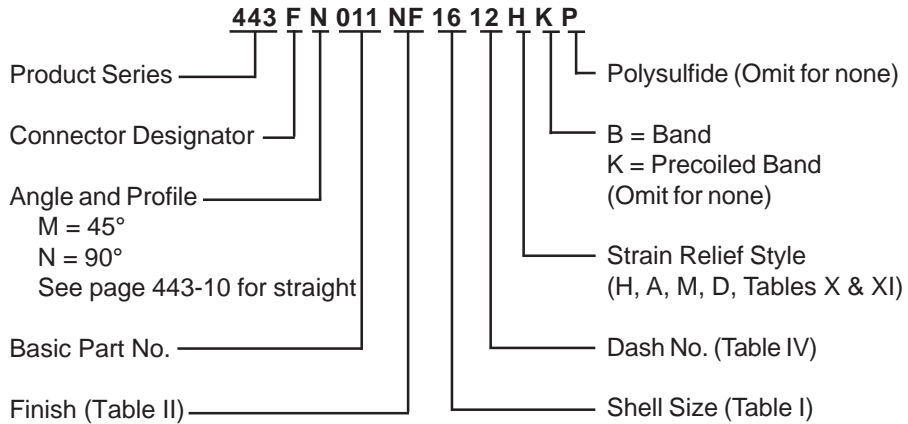 443 F N 011 NF 16 12 H K P
Product Series
Connector Designator
Angle and Profile
M = 45°
N = 90°
See page 443-10 for straight
Basic Part No.
Finish (Table II)
Polysulfide (Omit for none)
B = Band
K = Precoiled Band
(Omit for none)
Strain Relief Style
(H, A, M, D, Tables X & XI)
Dash No. (Table IV)
Shell Size (Table I)